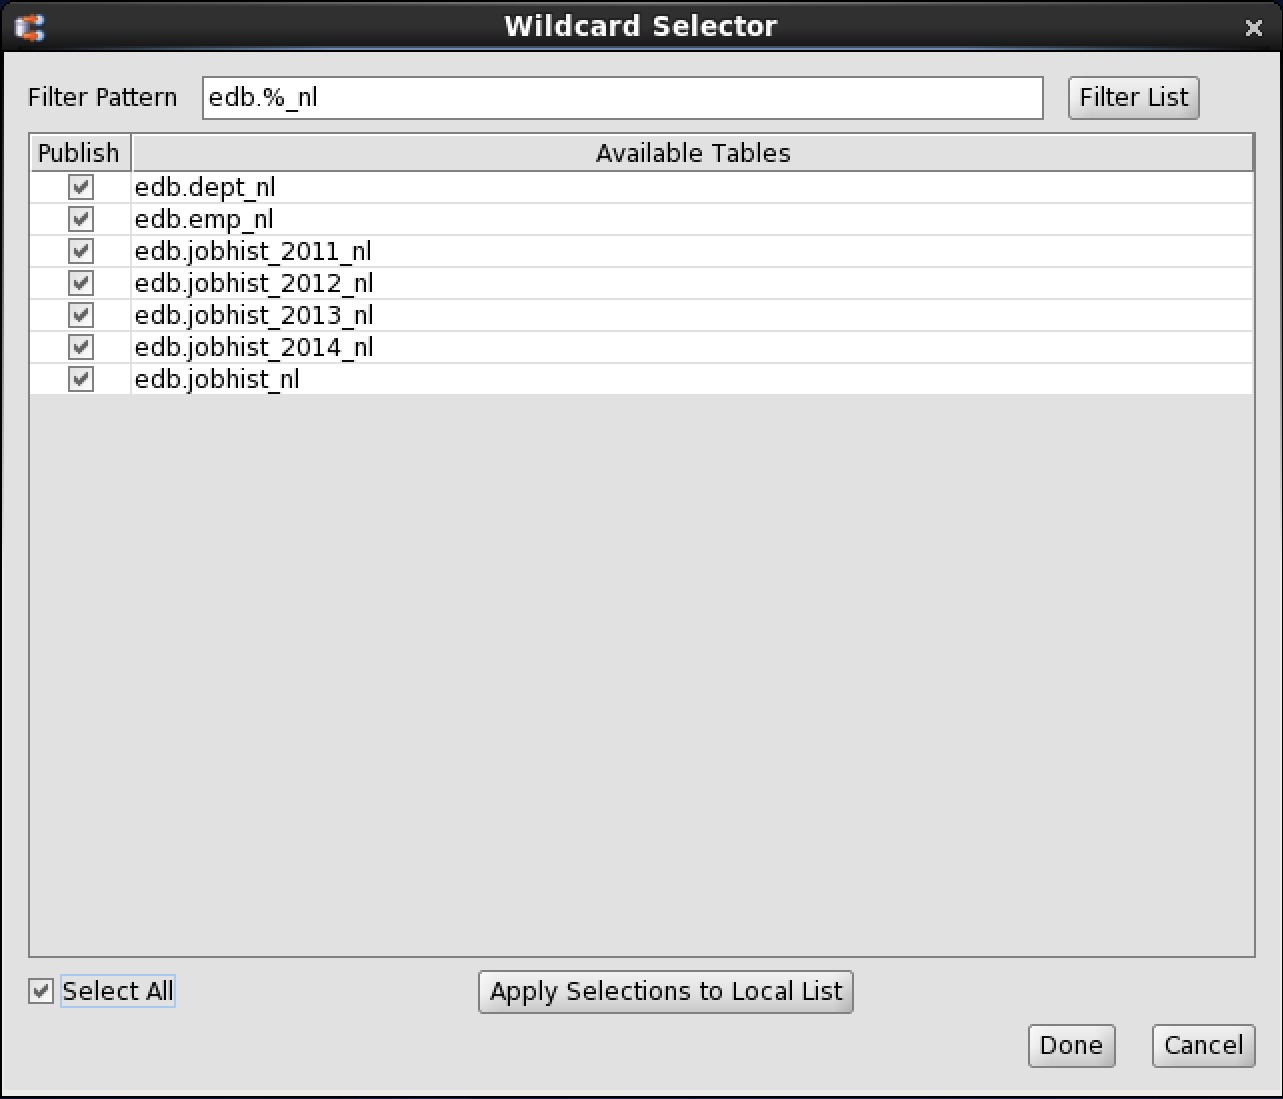 Wildcard Selector
Filter Pattern edb.%_nl Filter List
Publish Available Tables
edb.dept_nl
edb.emp_nl
edb.jobhist_2011_nl
edb.jobhist_2012_nl
edb.jobhist_2013_nl
edb.jobhist_2014_nl
edb.jobhist_nl
Select All Apply Selections to Local List
Done Cancel